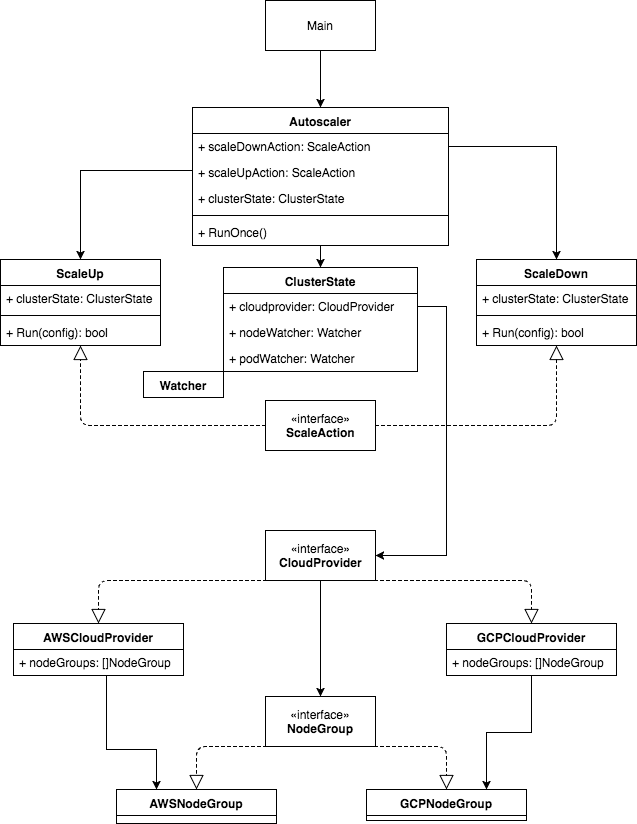 Main
Autoscaler
+ scaleDownAction: ScaleAction
+ scaleUpAction: ScaleAction
+ clusterState: ClusterState
+ RunOnce()
ScaleUp
+ clusterState: ClusterState
+ Run(config): bool
ClusterState
+ cloudprovider: CloudProvider
+ nodeWatcher: Watcher
+ podWatcher: Watcher
ScaleDown
+ clusterState: ClusterState
+ Run(config): bool
Watcher
«interface»
ScaleAction
«interface»
CloudProvider
AWSCloudProvider
+ nodeGroups: []NodeGroup
GCPCloudProvider
+ nodeGroups: []NodeGroup
«interface»
NodeGroup
AWSNodeGroup
GCPNodeGroup